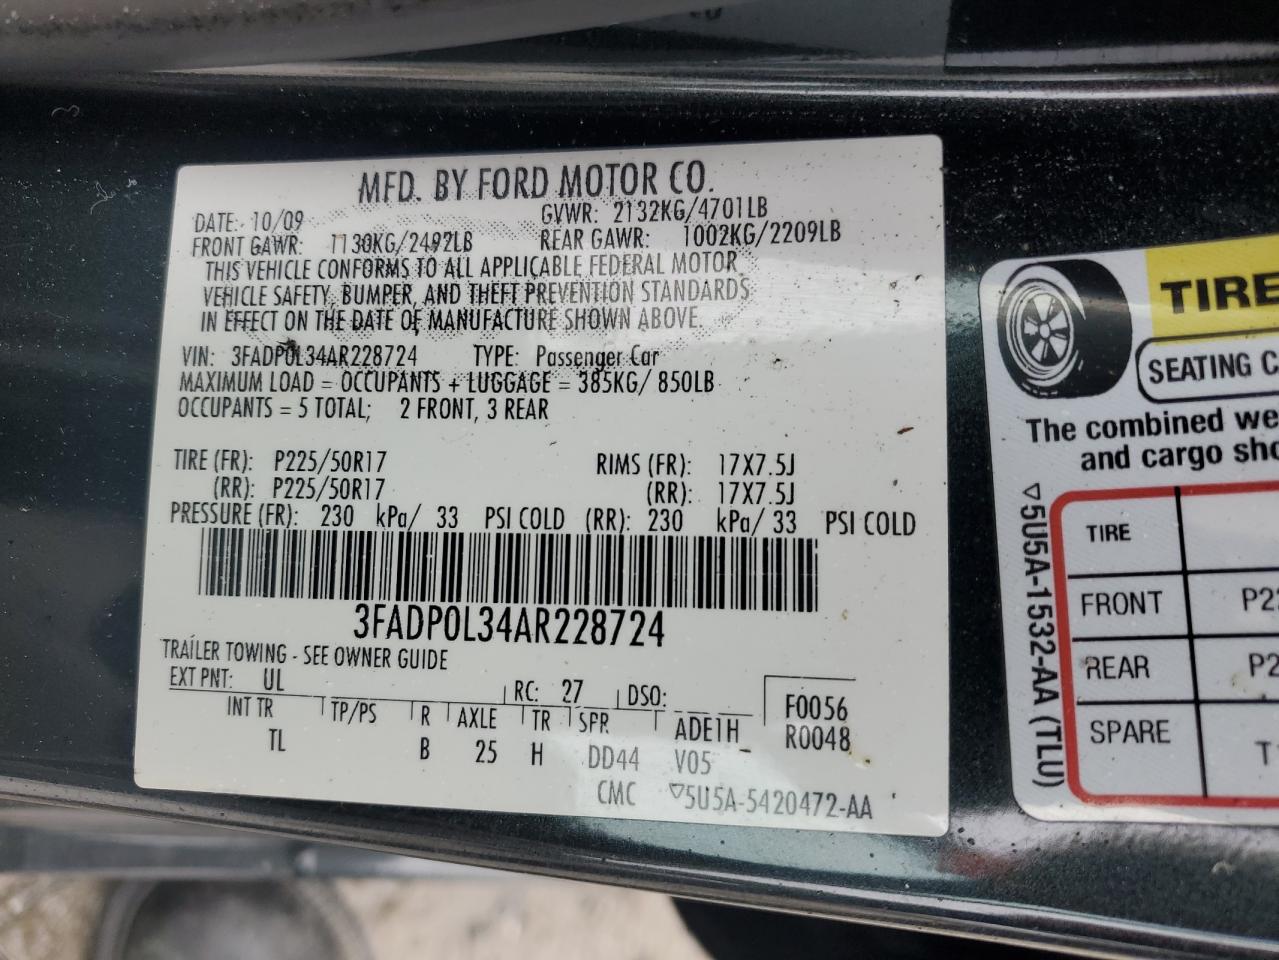 MFD. BY FORD MOTOR CO.
DATE: 10/09 GVWR: 2132KG/4701LB
FRONT GAWR: 1130KG/2492LB REAR GAWR: 1002KG/2209LB
THIS VEHICLE CONFORMS TO ALL APPLICABLE FEDERAL MOTOR
VEHICLE SAFETY, BUMPER, AND THEFT PREVENTION STANDARDS
IN EFFECT ON THE DATE OF MANUFACTURE SHOWN ABOVE.
VIN: 3FADP0L34AR228724 TYPE: Passenger Car
MAXIMUM LOAD = OCCUPANTS + LUGGAGE = 385KG/ 850LB
OCCUPANTS = 5 TOTAL; 2 FRONT, 3 REAR
TIRE (FR): P225/50R17 RIMS (FR): 17X7.5J
(RR): P225/50R17 (RR): 17X7.5J
PRESSURE (FR): 230 kPa/ 33 PSI COLD (RR): 230 kPa/ 33 PSI COLD
3FADP0L34AR228724
TRAILER TOWING - SEE OWNER GUIDE
EXT PNT: UL RC: 27 DSO:
INT TR TP/PS R AXLE TR SPR ADE1H F0056
R0048
TL B 25 H DD44 V05
CMC ▽5U5A-5420472-AA
TIRE
SEATING C
The combined we
and cargo sho
▽5U5A-1532-AA (TLU)
TIRE
FRONT P22
REAR P2
SPARE T1